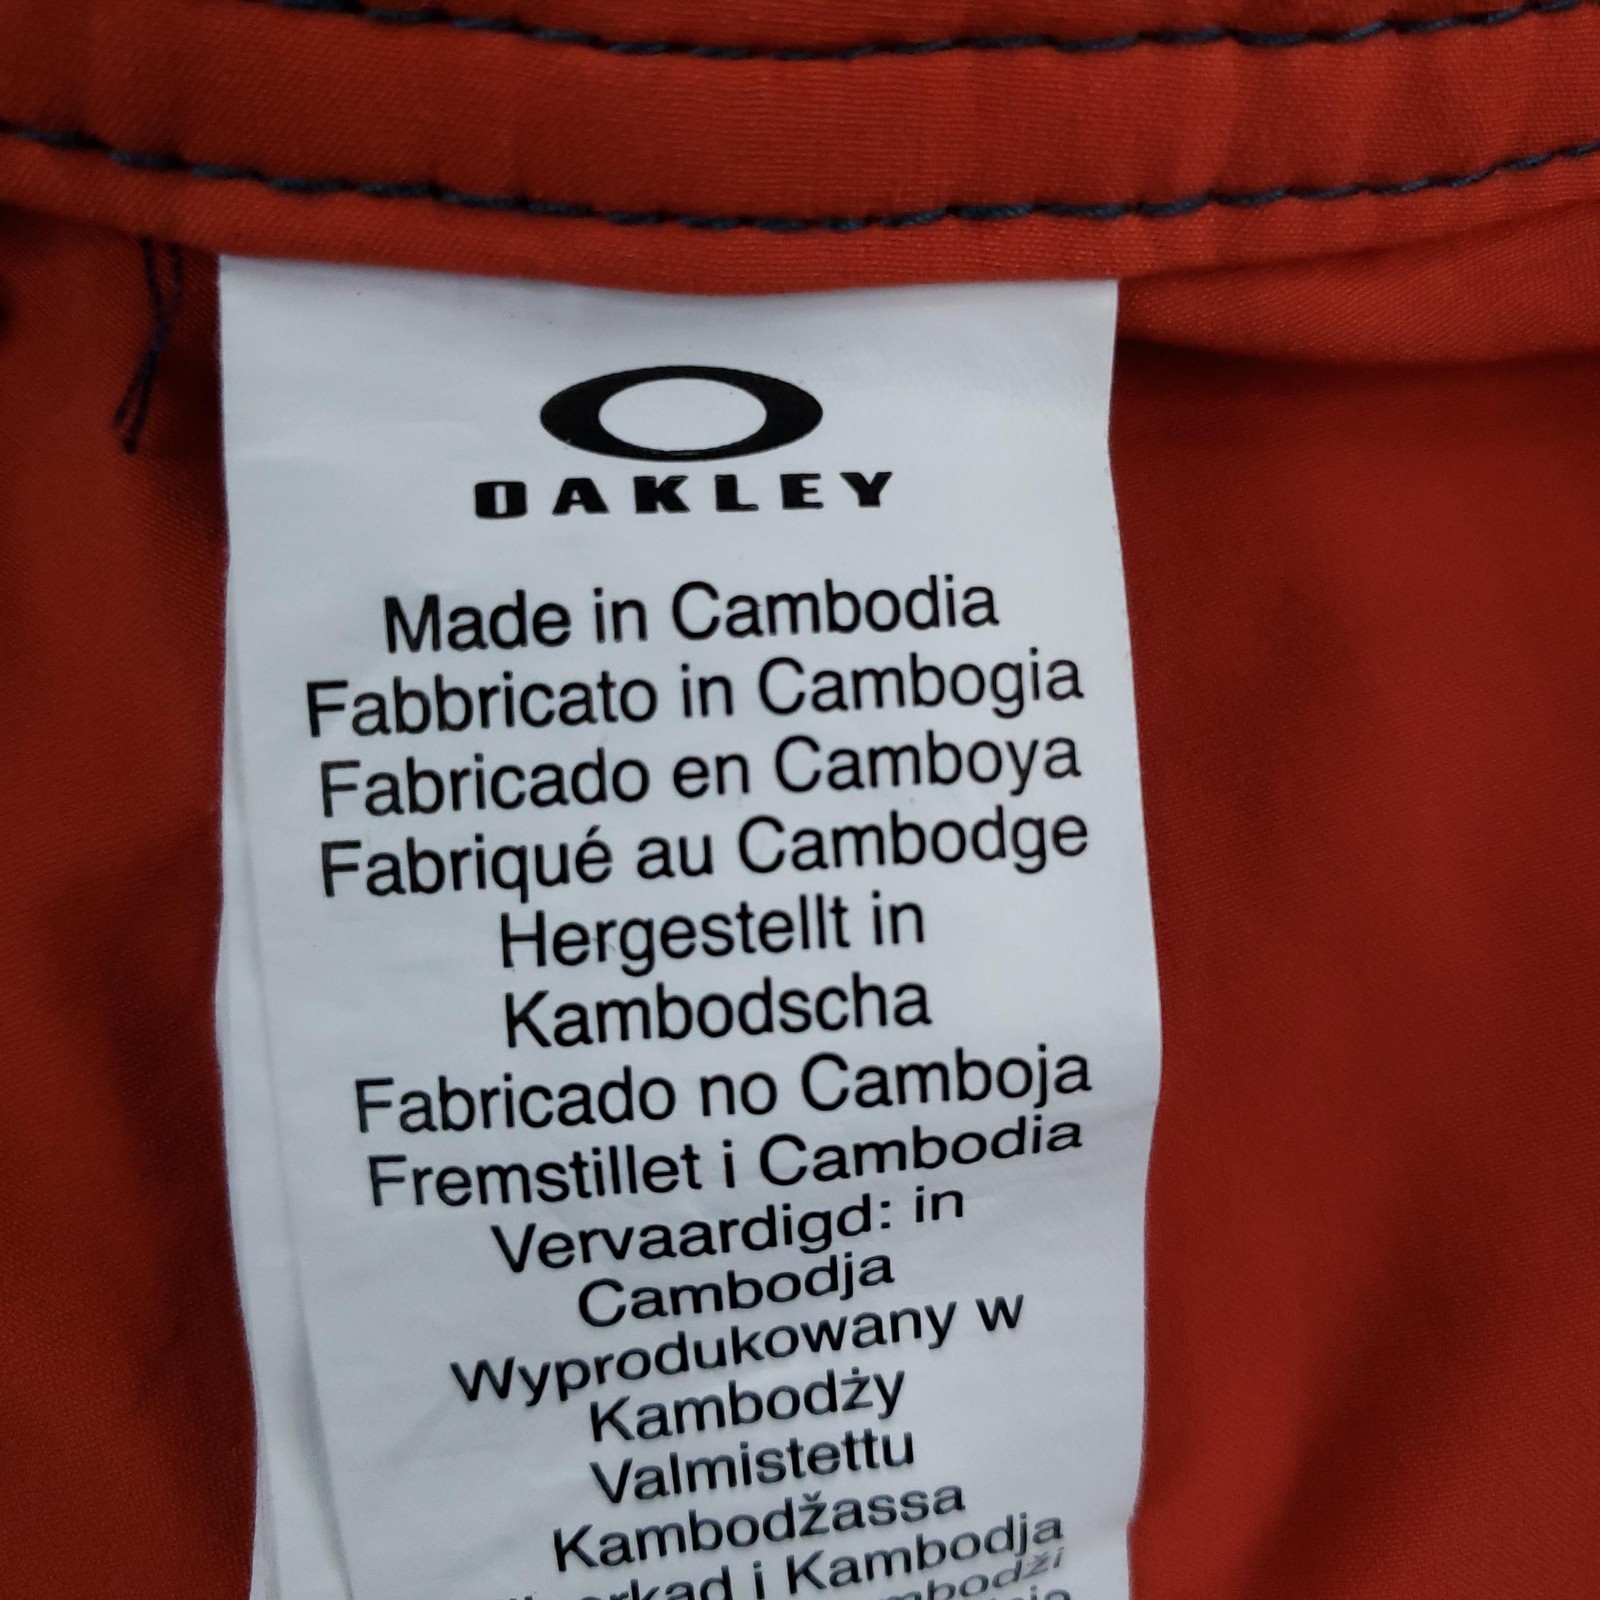 OAKLEY
Made in Cambodia
Fabbricato in Cambogia
Fabricado en Camboya
Fabriqué au Cambodge
Hergestellt in
Kambodscha
Fabricado no Camboja
Fremstillet i Cambodia
Vervaardigd: in
Cambodja
Wyprodukowany w
Kambodży
Valmistettu
Kambodžassa
i Kambodja